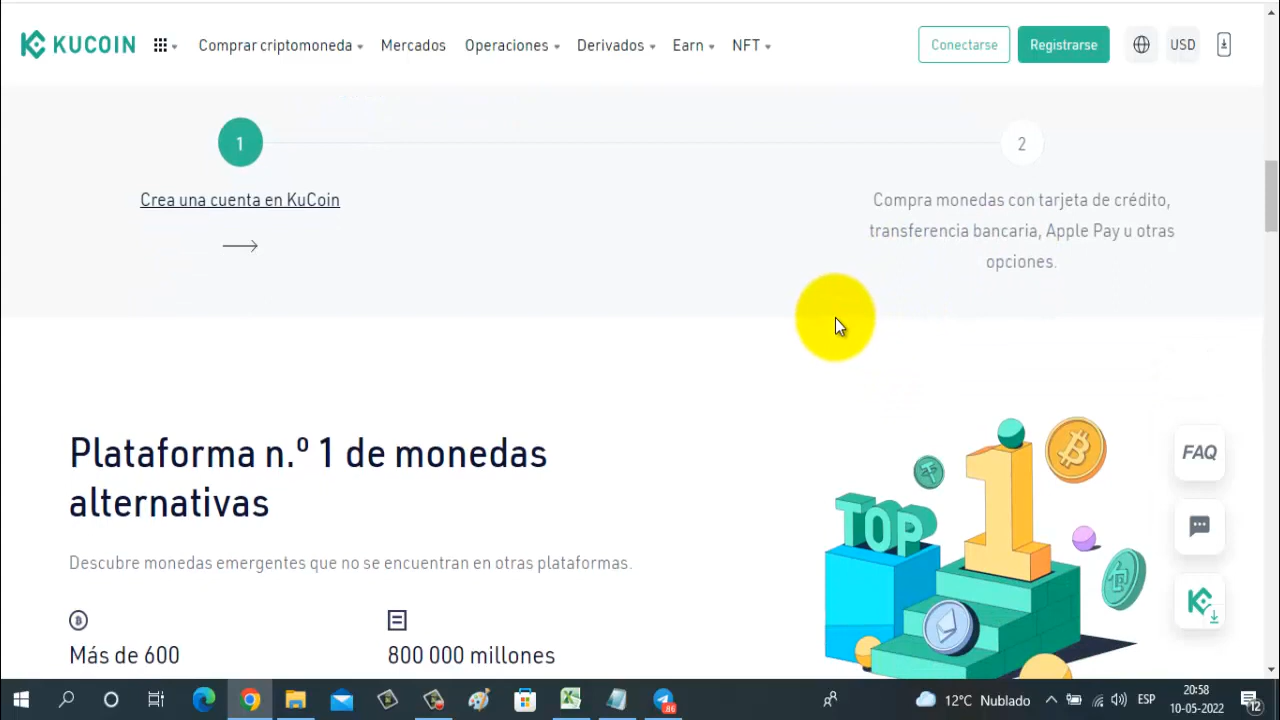 KUCOIN
Comprar criptomoneda
Mercados
Operaciones
Derivados
Earn
NFT
Conectarse
Registrarse
USD
1
2
Crea una cuenta en KuCoin
Compra monedas con tarjeta de crédito,
transferencia bancaria, Apple Pay u otras
opciones.
Plataforma n.º 1 de monedas
alternativas
Descubre monedas emergentes que no se encuentran en otras plataformas.
Más de 600
800 000 millones
TOP
1
FAQ
12°C Nublado
ESP
20:58
10-05-2022
12